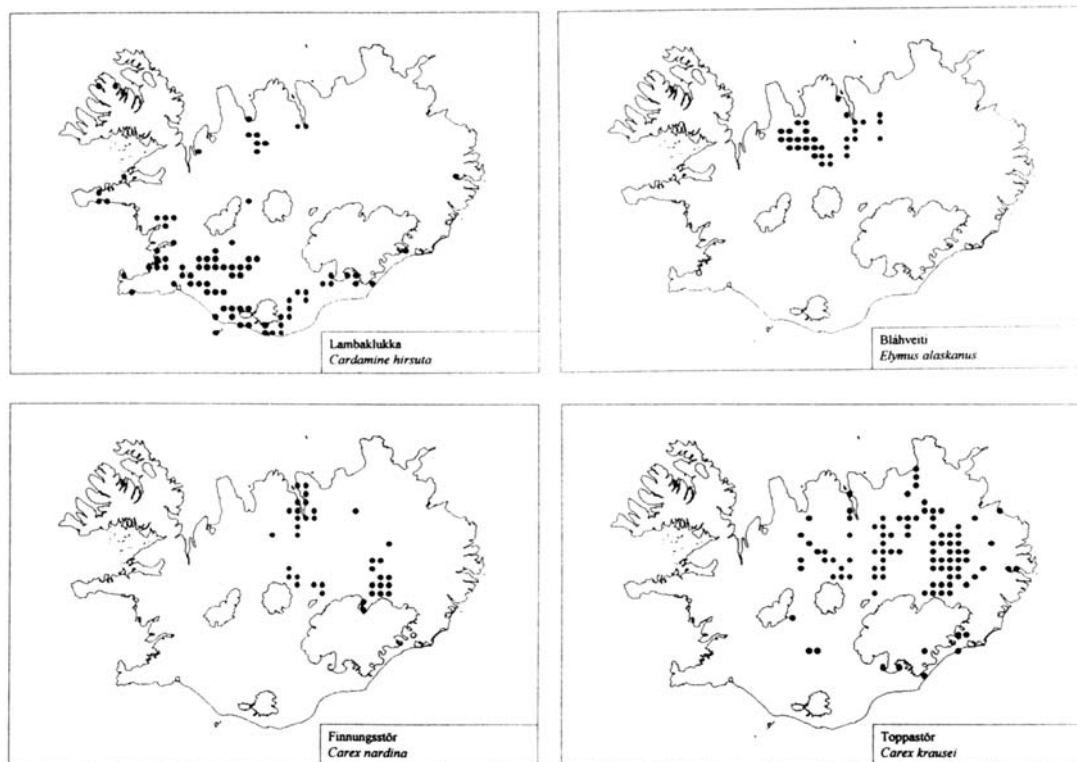 Lambaklukka
Cardamine hirsuta
Bláhveiti
Elymus alaskanus
Finnungsstör
Carex nardina
Toppastör
Carex krausei